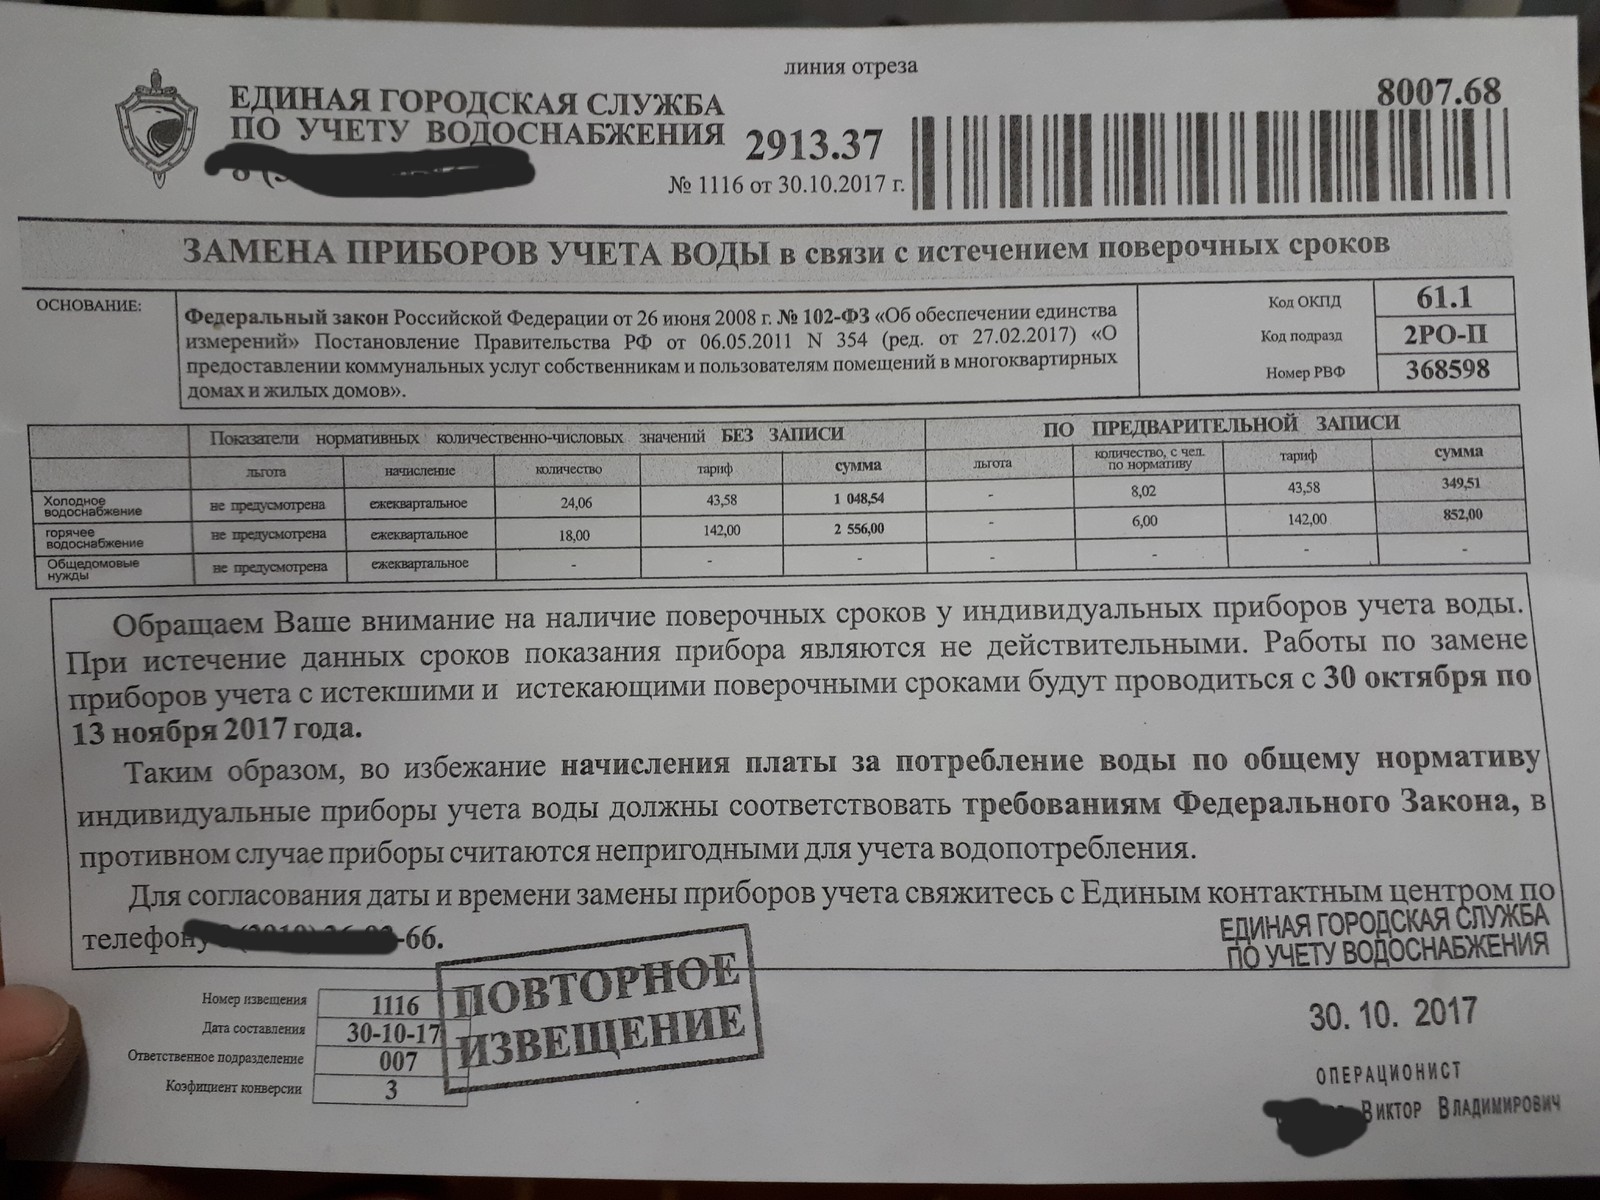 линия отреза
ЕДИНАЯ ГОРОДСКАЯ СЛУЖБА
ПО УЧЕТУ ВОДОСНАБЖЕНИЯ
2913.37
8007.68
№ 1116 от 30.10.2017 г.
ЗАМЕНА ПРИБОРОВ УЧЕТА ВОДЫ в связи с истечением поверочных сроков
ОСНОВАНИЕ:
Федеральный закон Российской Федерации от 26 июня 2008 г. № 102-ФЗ «Об обеспечении единства
измерений» Постановление Правительства РФ от 06.05.2011 N 354 (ред. от 27.02.2017) «О
предоставлении коммунальных услуг собственникам и пользователям помещений в многоквартирных
домах и жилых домов».
Код ОКПД 61.1
Код подразд 2РО-П
Номер РВФ 368598
Показатели нормативных количественно-числовых значений БЕЗ ЗАПИСИ ПО ПРЕДВАРИТЕЛЬНОЙ ЗАПИСИ
льгота начисление количество тариф сумма льгота количество, с чел. по нормативу тариф сумма
Холодное водоснабжение не предусмотрена ежеквартальное 24,06 43,58 1 048,54 - 8,02 43,58 349,51
горячее водоснабжение не предусмотрена ежеквартальное 18,00 142,00 2 556,00 - 6,00 142,00 852,00
Общедомовые нужды не предусмотрена ежеквартальное - - - - - -
Обращаем Ваше внимание на наличие поверочных сроков у индивидуальных приборов учета воды.
При истечение данных сроков показания прибора являются не действительными. Работы по замене
приборов учета с истекшими и истекающими поверочными сроками будут проводиться с 30 октября по
13 ноября 2017 года.
Таким образом, во избежание начисления платы за потребление воды по общему нормативу
индивидуальные приборы учета воды должны соответствовать требованиям Федерального Закона, в
противном случае приборы считаются непригодными для учета водопотребления.
Для согласования даты и времени замены приборов учета свяжитесь с Единым контактным центром по
телефону -66.
ЕДИНАЯ ГОРОДСКАЯ СЛУЖБА
ПО УЧЕТУ ВОДОСНАБЖЕНИЯ
Номер извещения 1116
Дата составления 30-10-17
Ответственное подразделение 007
Коэфициент конверсии 3
ПОВТОРНОЕ
ИЗВЕЩЕНИЕ
30. 10. 2017
ОПЕРАЦИОНИСТ
ВИКТОР ВЛАДИМИРОВИЧ